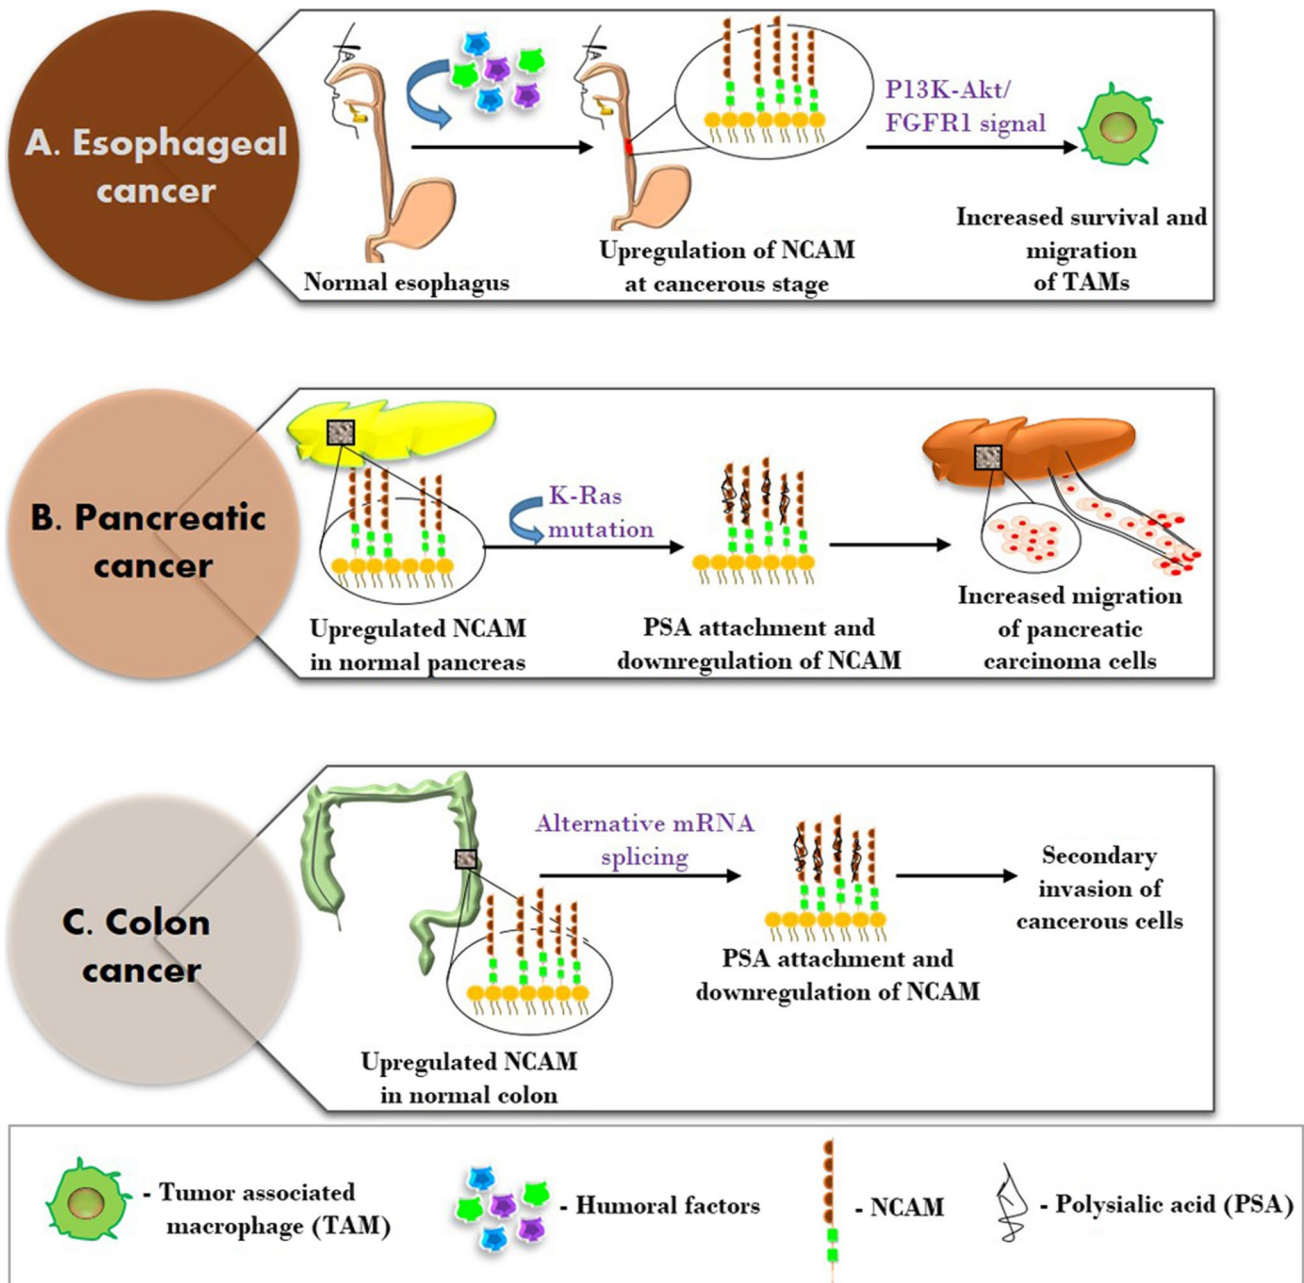 A. Esophageal
cancer
P13K-Akt/
FGFR1 signal
Normal esophagus
Upregulation of NCAM
at cancerous stage
Increased survival and
migration
of TAMs
B. Pancreatic
cancer
K-Ras
mutation
Upregulated NCAM
in normal pancreas
PSA attachment and
downregulation of NCAM
Increased migration
of pancreatic
carcinoma cells
C. Colon
cancer
Alternative mRNA
splicing
Upregulated NCAM
in normal colon
PSA attachment and
downregulation of NCAM
Secondary
invasion of
cancerous cells
- Tumor associated
macrophage (TAM)
- Humoral factors
- NCAM
- Polysialic acid (PSA)